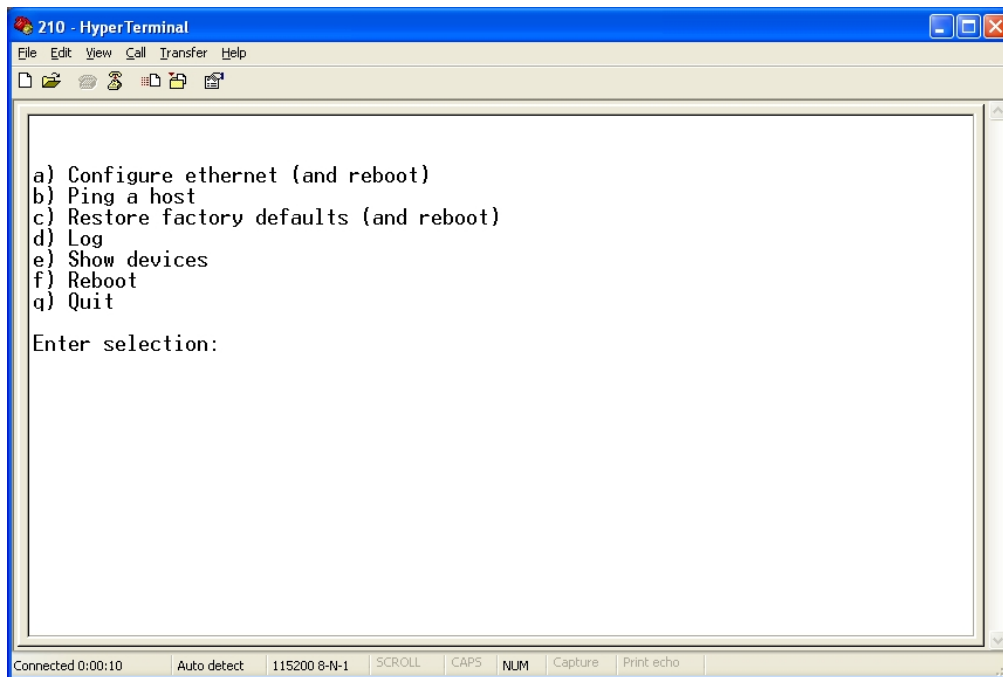 210 - HyperTerminal
File Edit View Call Transfer Help
a) Configure ethernet (and reboot)
b) Ping a host
c) Restore factory defaults (and reboot)
d) Log
e) Show devices
f) Reboot
q) Quit
Enter selection:
Connected 0:00:10 Auto detect 115200 8-N-1 SCROLL CAPS NUM Capture Print echo